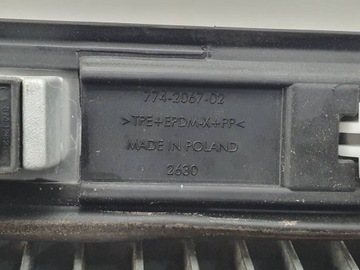 774-2067-02
>TPE+EPDM-X+PP<
MADE IN POLAND
2630